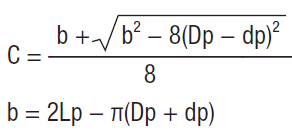 C = (b + √(b² – 8(Dp – dp)²)) / 8
b = 2Lp – π(Dp + dp)